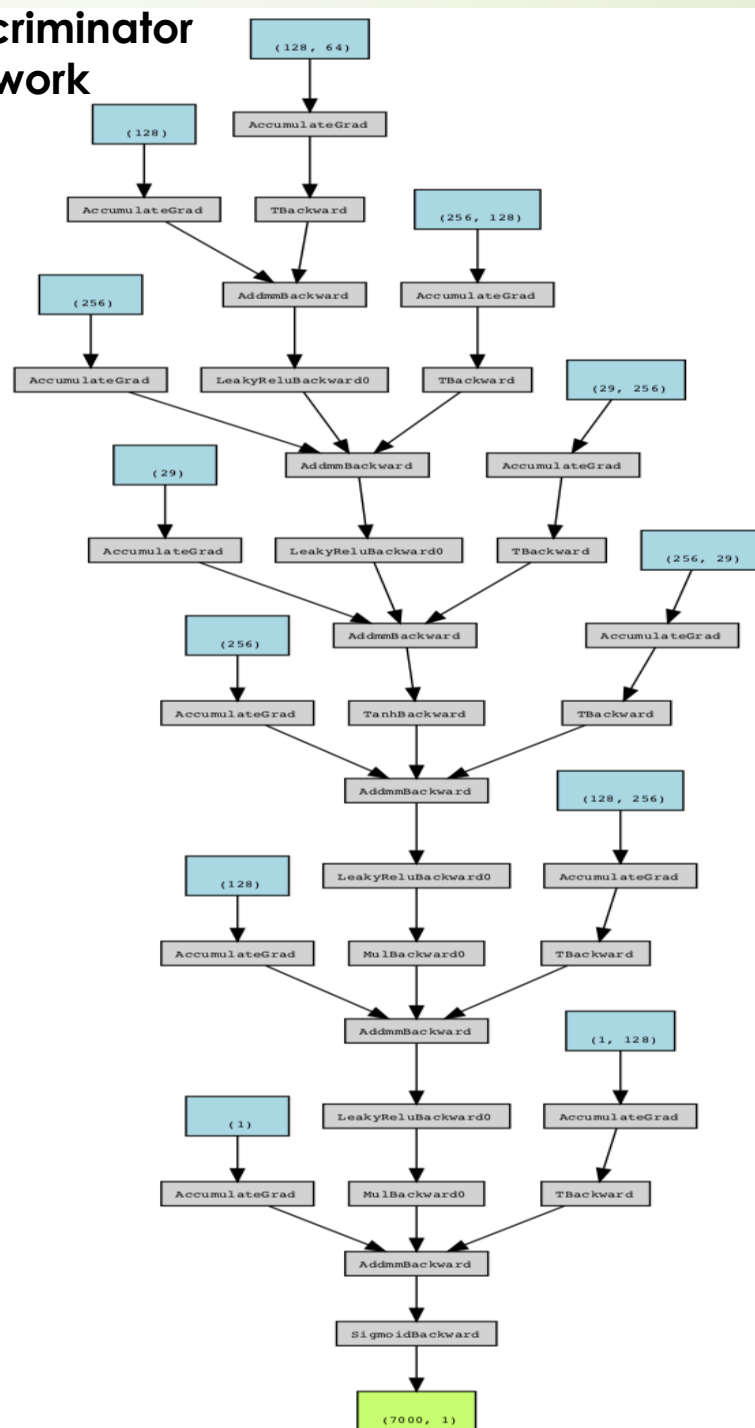 criminator
work
(128, 64)
(128)
AccumulateGrad
AccumulateGrad
TBackward
(256, 128)
(256)
AddmmBackward
AccumulateGrad
AccumulateGrad
LeakyReluBackward0
TBackward
(29, 256)
(29)
AddmmBackward
AccumulateGrad
AccumulateGrad
LeakyReluBackward0
TBackward
(256, 29)
(256)
AddmmBackward
AccumulateGrad
AccumulateGrad
TanhBackward
TBackward
AddmmBackward
(128, 256)
(128)
LeakyReluBackward0
AccumulateGrad
AccumulateGrad
MulBackward0
TBackward
AddmmBackward
(1, 128)
(1)
LeakyReluBackward0
AccumulateGrad
AccumulateGrad
MulBackward0
TBackward
AddmmBackward
SigmoidBackward
(7000, 1)